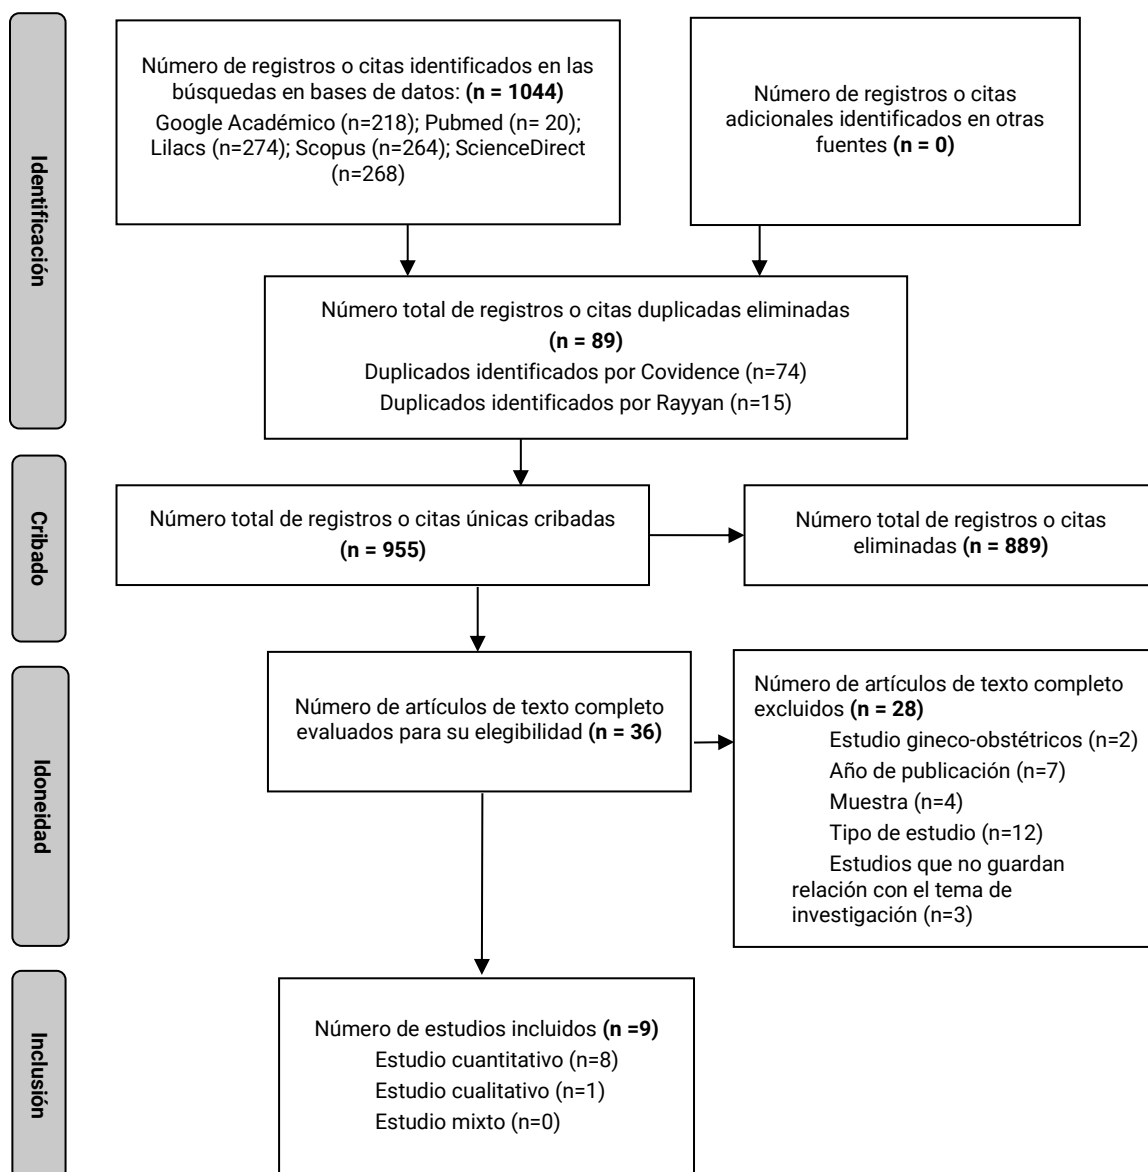 Identificación
Número de registros o citas identificados en las
búsquedas en bases de datos: (n = 1044)
Google Académico (n=218); Pubmed (n= 20);
Lilacs (n=274); Scopus (n=264); ScienceDirect
(n=268)
Número de registros o citas
adicionales identificados en otras
fuentes (n = 0)
Número total de registros o citas duplicadas eliminadas
(n = 89)
Duplicados identificados por Covidence (n=74)
Duplicados identificados por Rayyan (n=15)
Cribado
Número total de registros o citas únicas cribadas
(n = 955)
Número total de registros o citas
eliminadas (n = 889)
Idoneidad
Número de artículos de texto completo
evaluados para su elegibilidad (n = 36)
Número de artículos de texto completo
excluidos (n = 28)
Estudio gineco-obstétricos (n=2)
Año de publicación (n=7)
Muestra (n=4)
Tipo de estudio (n=12)
Estudios que no guardan
relación con el tema de
investigación (n=3)
Inclusión
Número de estudios incluidos (n =9)
Estudio cuantitativo (n=8)
Estudio cualitativo (n=1)
Estudio mixto (n=0)